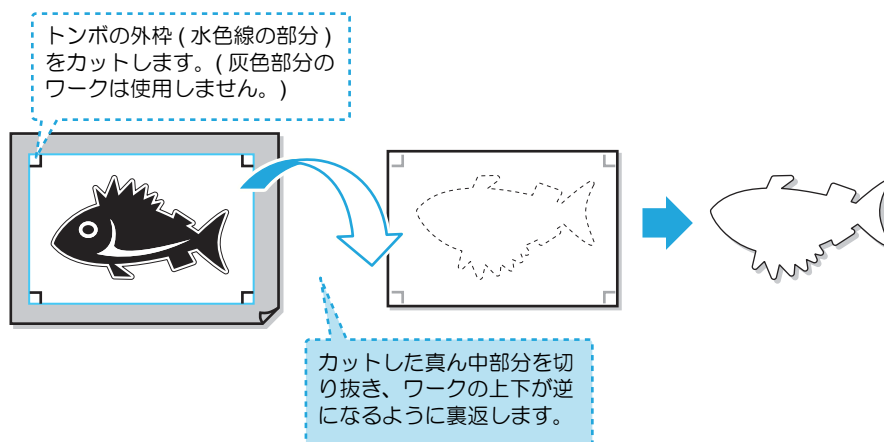 トンボの外枠 ( 水色線の部分 )
をカットします。( 灰色部分の
ワークは使用しません。)
カットした真ん中部分を切
り抜き、ワークの上下が逆
になるように裏返します。